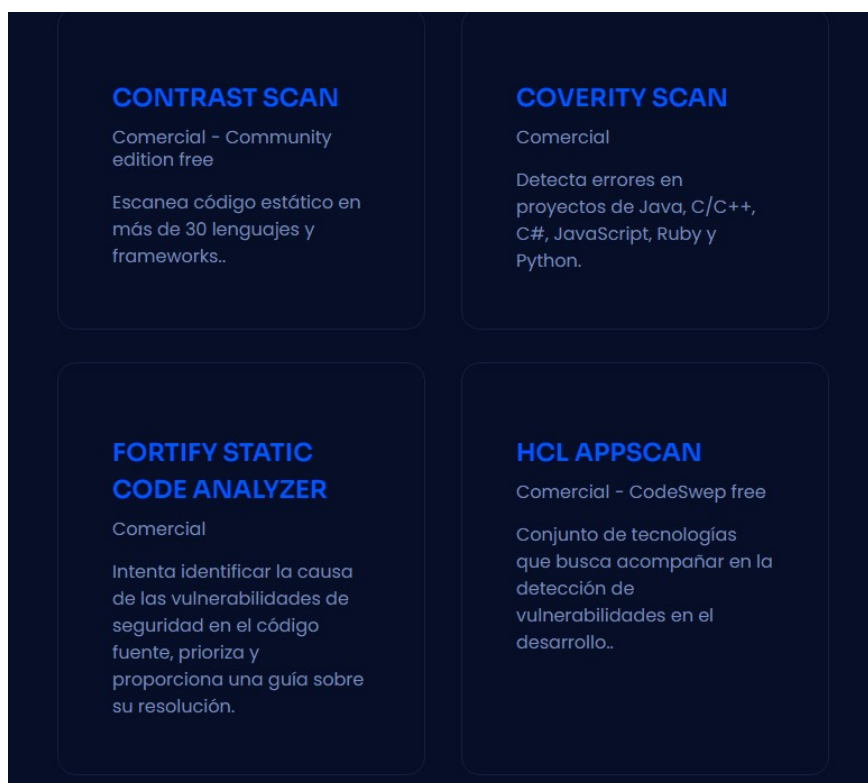 CONTRAST SCAN
Comercial - Community
edition free
Escanea código estático en
más de 30 lenguajes y
frameworks..
COVERITY SCAN
Comercial
Detecta errores en
proyectos de Java, C/C++,
C#, JavaScript, Ruby y
Python.
FORTIFY STATIC
CODE ANALYZER
Comercial
Intenta identificar la causa
de las vulnerabilidades de
seguridad en el código
fuente, prioriza y
proporciona una guía sobre
su resolución.
HCL APPSCAN
Comercial - CodeSwep free
Conjunto de tecnologías
que busca acompañar en la
detección de
vulnerabilidades en el
desarrollo..